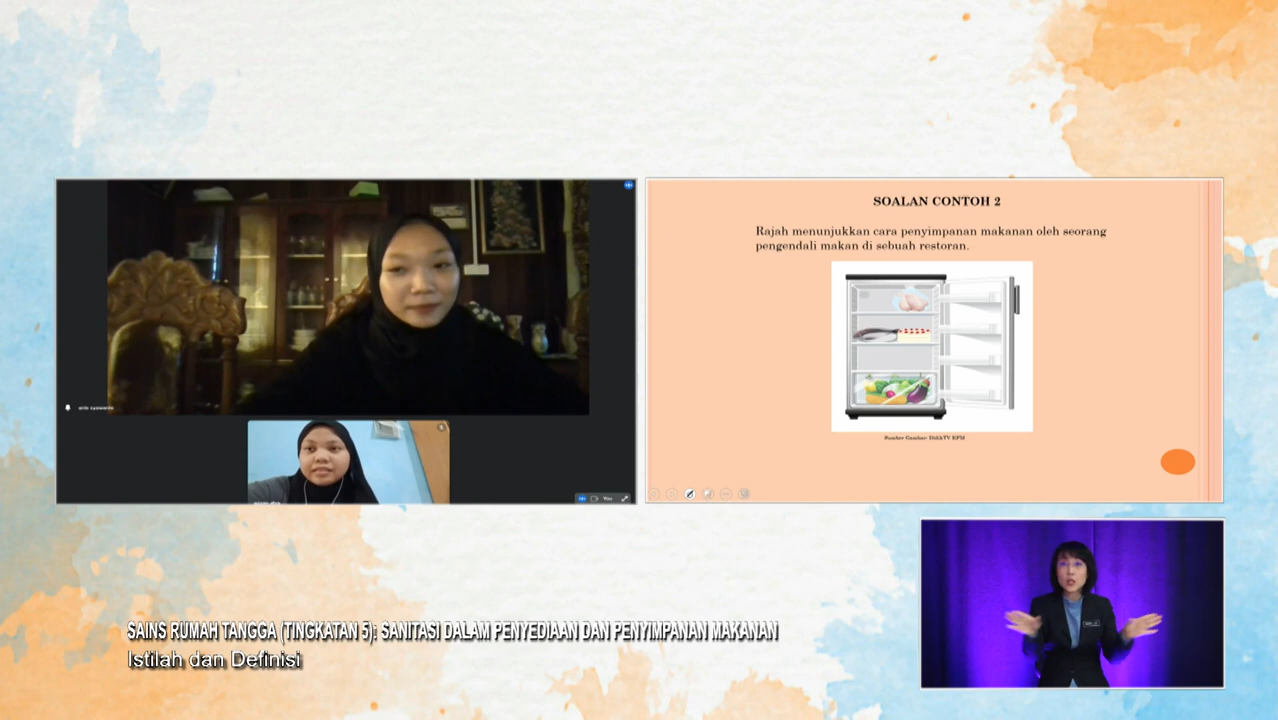 SOALAN CONTOH 2
Rajah menunjukkan cara penyimpanan makanan oleh seorang
pengendali makan di sebuah restoran.
Sumber Gambar: DidikTV KPM
You
SAINS RUMAH TANGGA (TINGKATAN 5): SANITASI DALAM PENYEDIAAN DAN PENYIMPANAN MAKANAN
Istilah dan Definisi